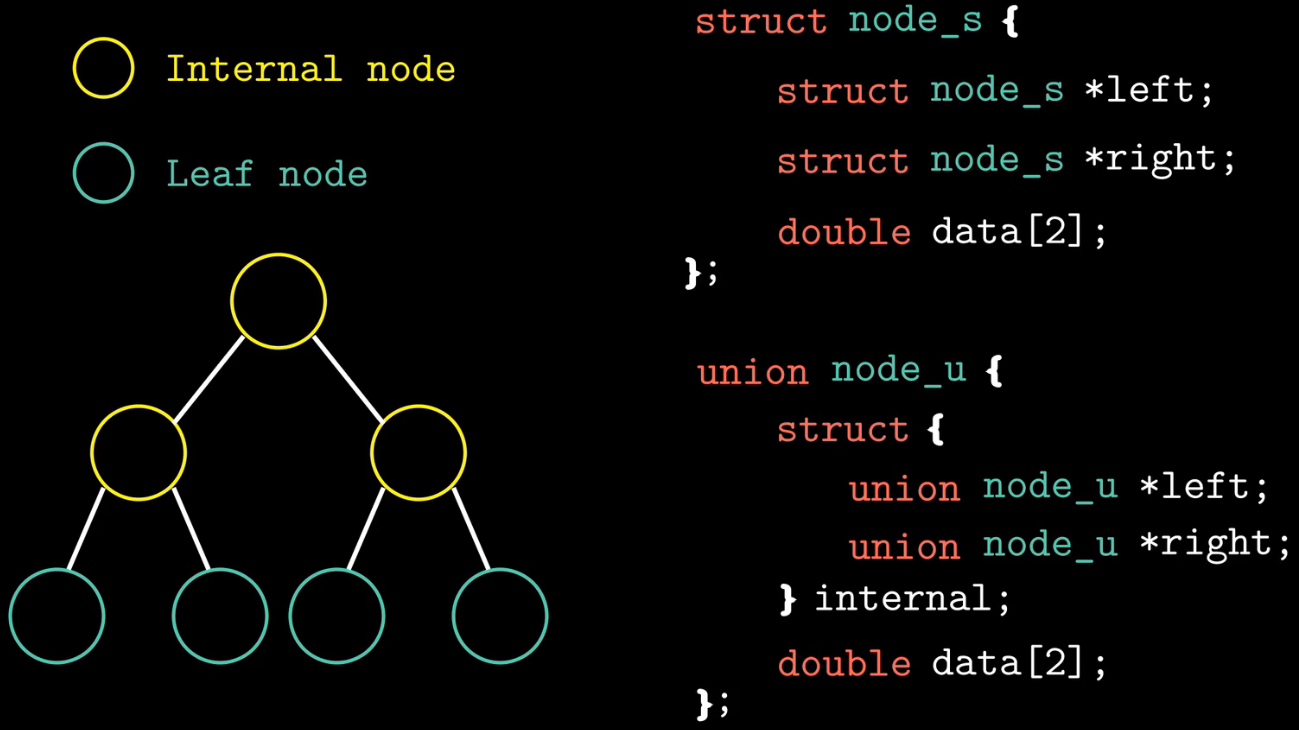 Internal node
Leaf node
struct node_s {
struct node_s *left;
struct node_s *right;
double data[2];
};
union node_u {
struct {
union node_u *left;
union node_u *right;
} internal;
double data[2];
};